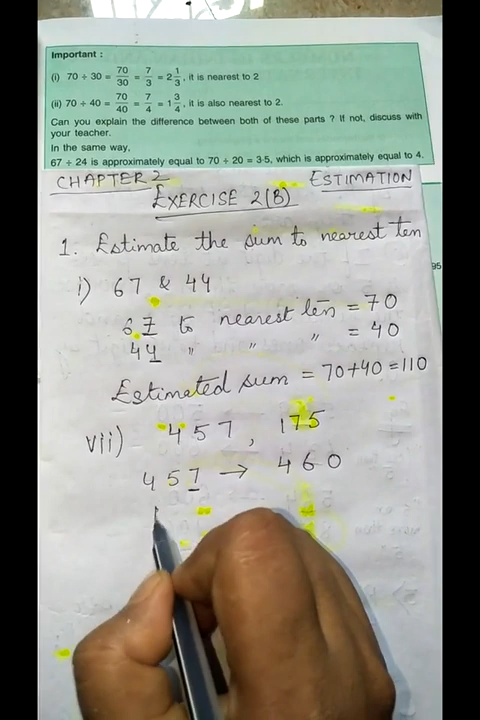 Important :
(i) 70 ÷ 30 = 70/30 = 7/3 = 2 1/3, it is nearest to 2
(ii) 70 ÷ 40 = 70/40 = 7/4 = 1 3/4, it is also nearest to 2.
Can you explain the difference between both of these parts ? If not, discuss with
your teacher.
In the same way,
67 ÷ 24 is approximately equal to 70 ÷ 20 = 3·5, which is approximately equal to 4.
CHAPTER 2 ESTIMATION
EXERCISE 2(B)
95
1. Estimate the sum to nearest ten
i) 67 & 44
67 to nearest ten = 70
44 " " " = 40
Estimated sum = 70+40=110
vii) 457, 175
457 → 460